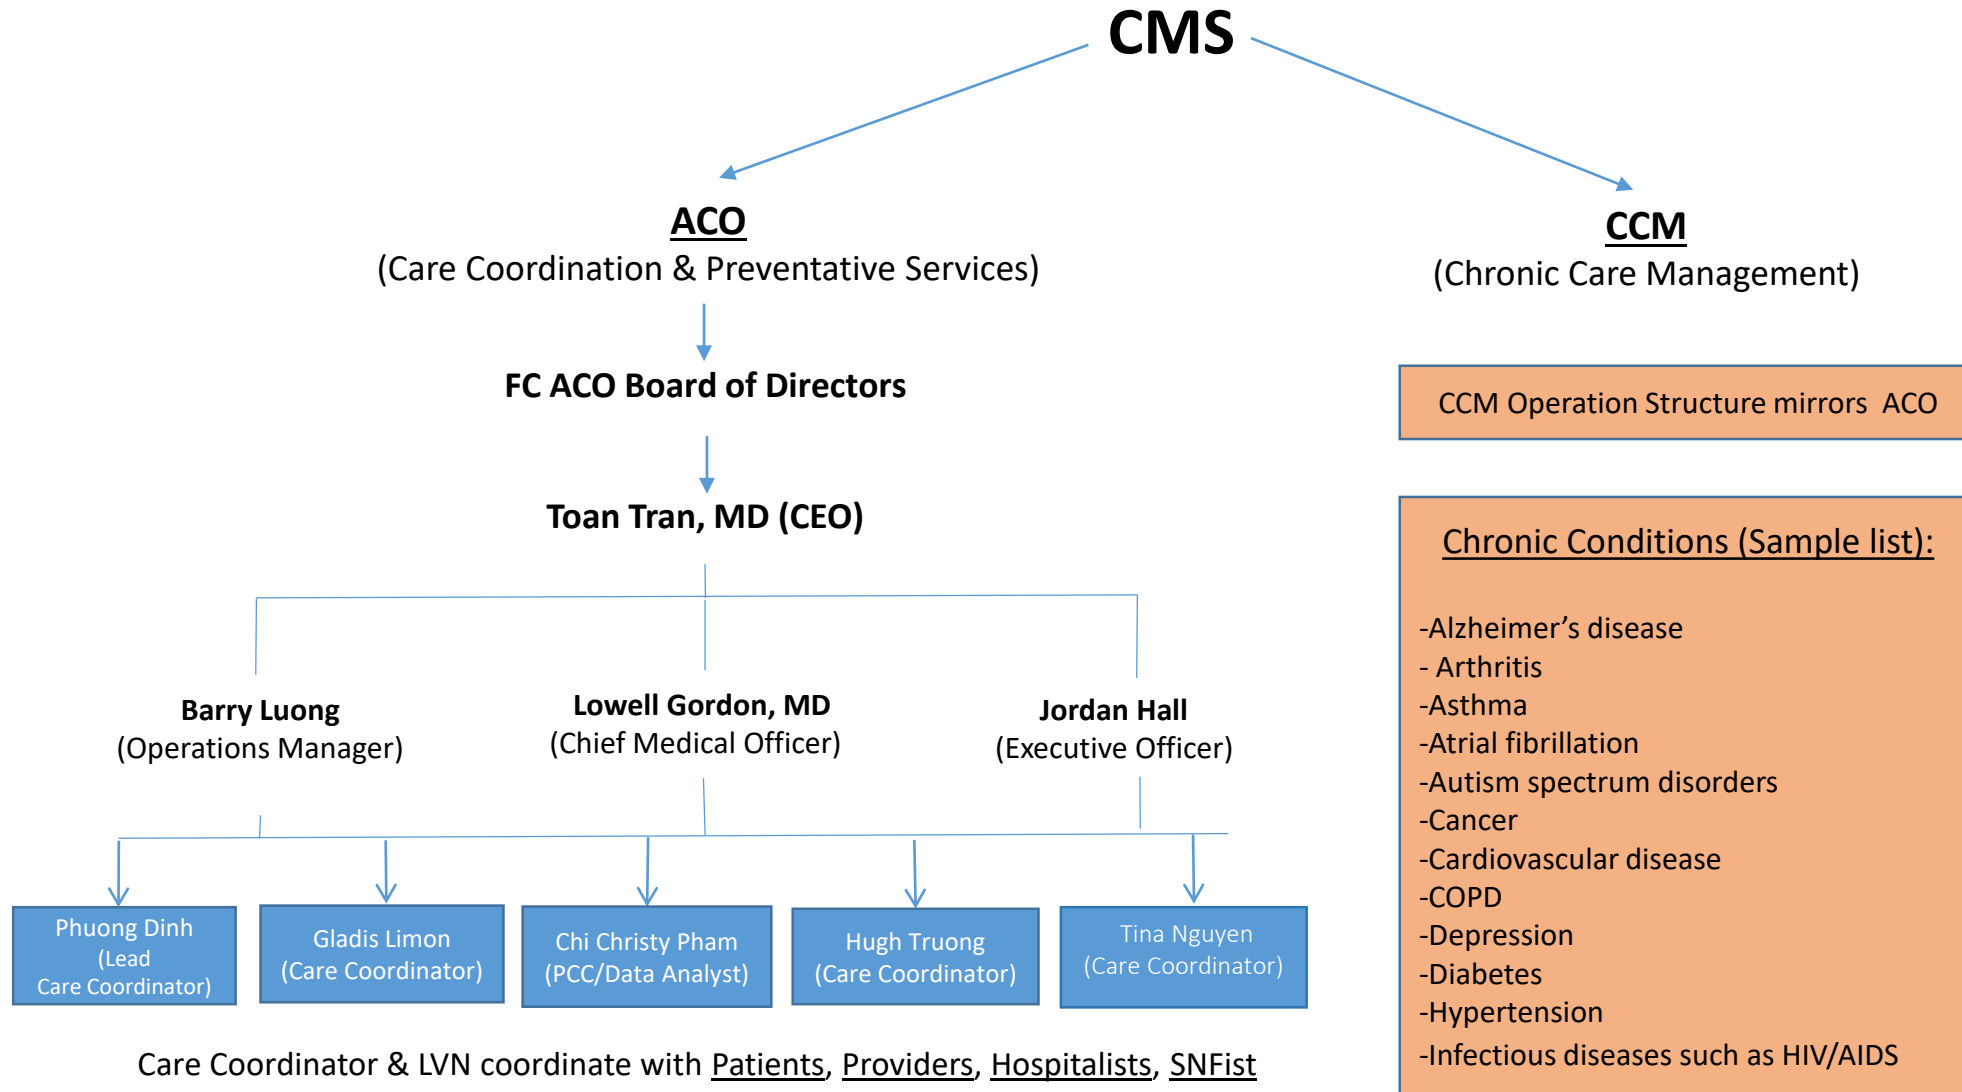 CMS
ACO
(Care Coordination & Preventative Services)
FC ACO Board of Directors
Toan Tran, MD (CEO)
Barry Luong
(Operations Manager)
Lowell Gordon, MD
(Chief Medical Officer)
Jordan Hall
(Executive Officer)
Phuong Dinh
(Lead
Care Coordinator)
Gladis Limon
(Care Coordinator)
Chi Christy Pham
(PCC/Data Analyst)
Hugh Truong
(Care Coordinator)
Tina Nguyen
(Care Coordinator)
Care Coordinator & LVN coordinate with Patients, Providers, Hospitalists, SNFist
CCM
(Chronic Care Management)
CCM Operation Structure mirrors  ACO
Chronic Conditions (Sample list):
-Alzheimer’s disease
- Arthritis
-Asthma
-Atrial fibrillation
-Autism spectrum disorders
-Cancer
-Cardiovascular disease
-COPD
-Depression
-Diabetes
-Hypertension
-Infectious diseases such as HIV/AIDS